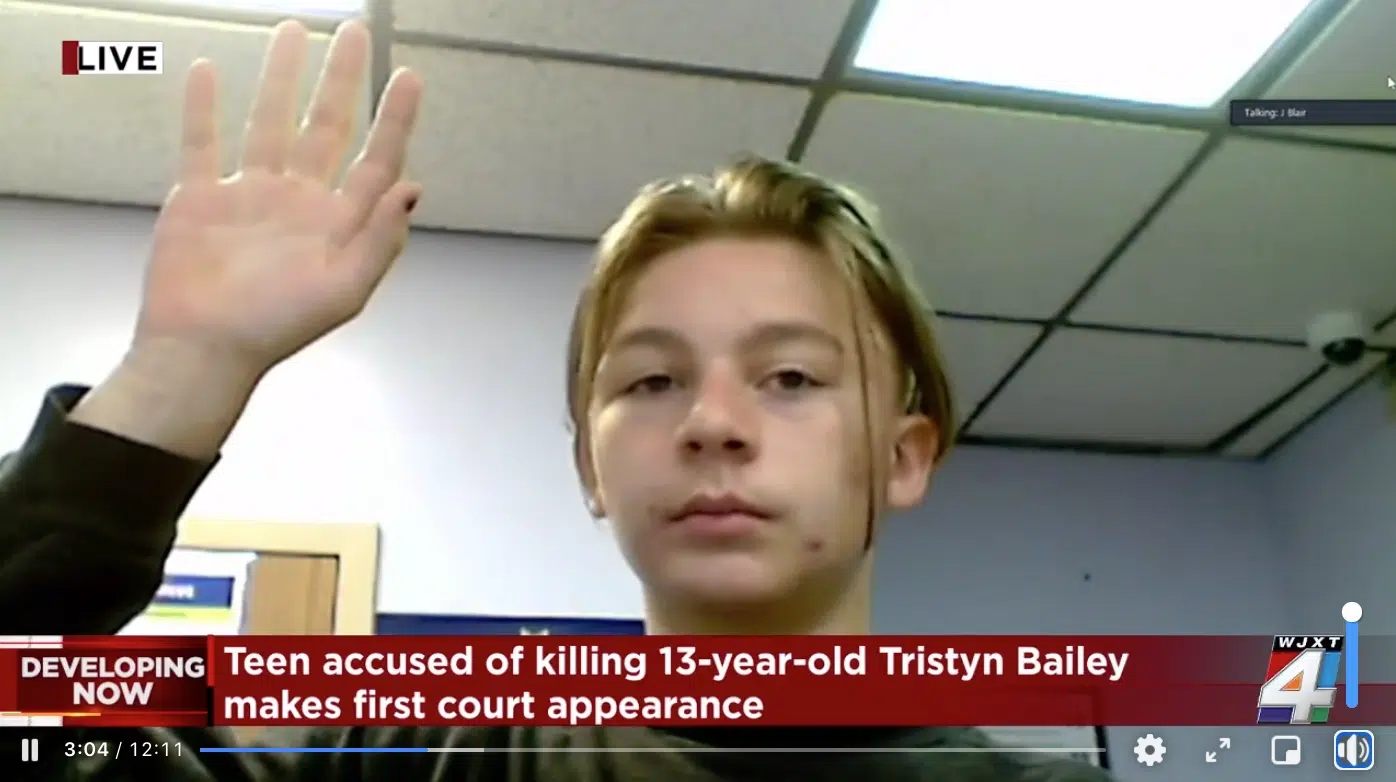 LIVE
Talking: J Blair
DEVELOPING
NOW
Teen accused of killing 13-year-old Tristyn Bailey
makes first court appearance
WJXT
4
3:04 / 12:11